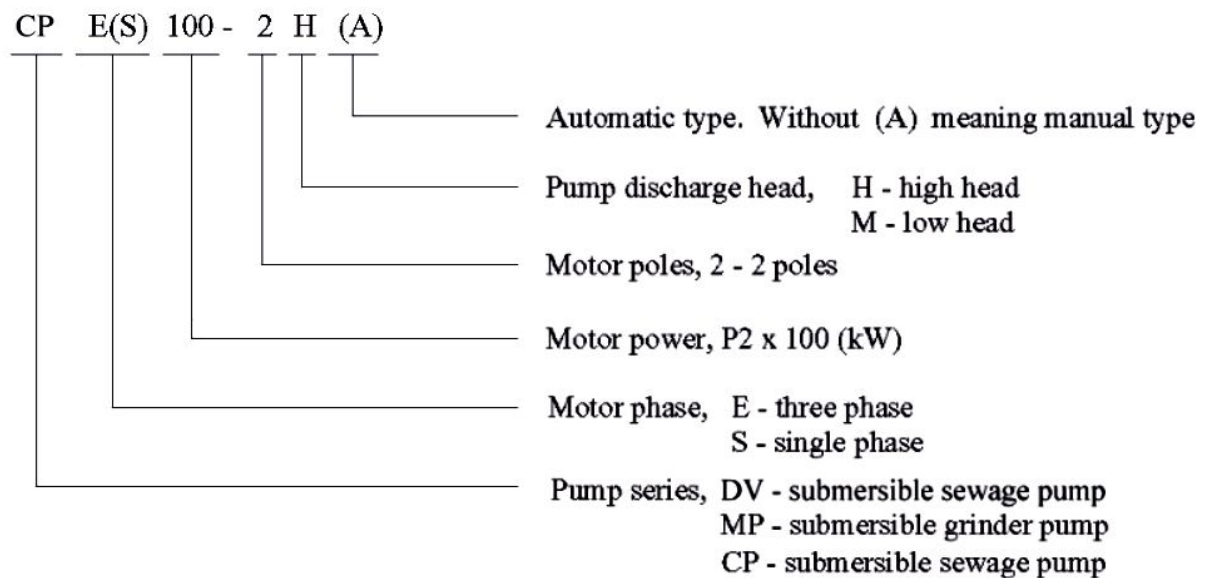 CP E(S) 100 - 2 H (A)
Automatic type. Without (A) meaning manual type
Pump discharge head, H - high head
M - low head
Motor poles, 2 - 2 poles
Motor power, P2 x 100 (kW)
Motor phase, E - three phase
S - single phase
Pump series, DV - submersible sewage pump
MP - submersible grinder pump
CP - submersible sewage pump